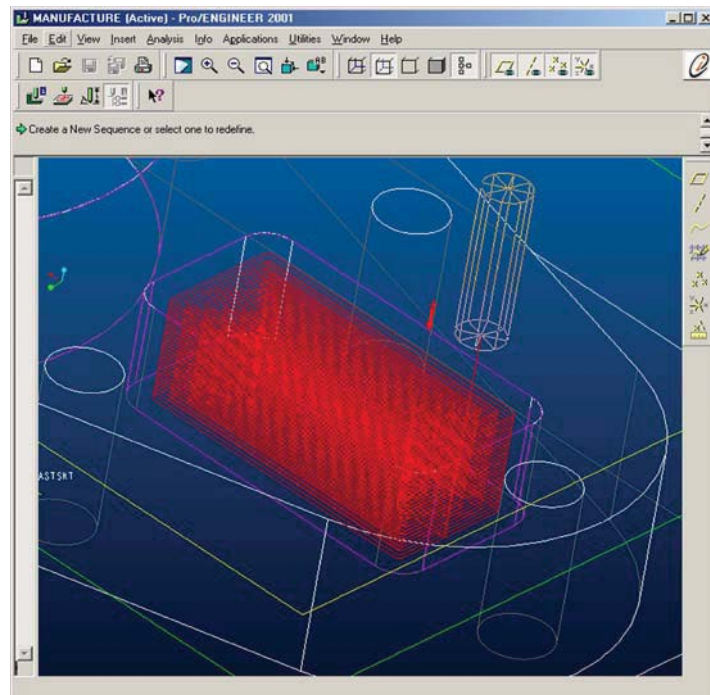 MANUFACTURE (Active) - Pro/ENGINEER 2001
File Edit View Insert Analysis Info Applications Utilities Window Help
Create a New Sequence or select one to redefine.
ASTSKT